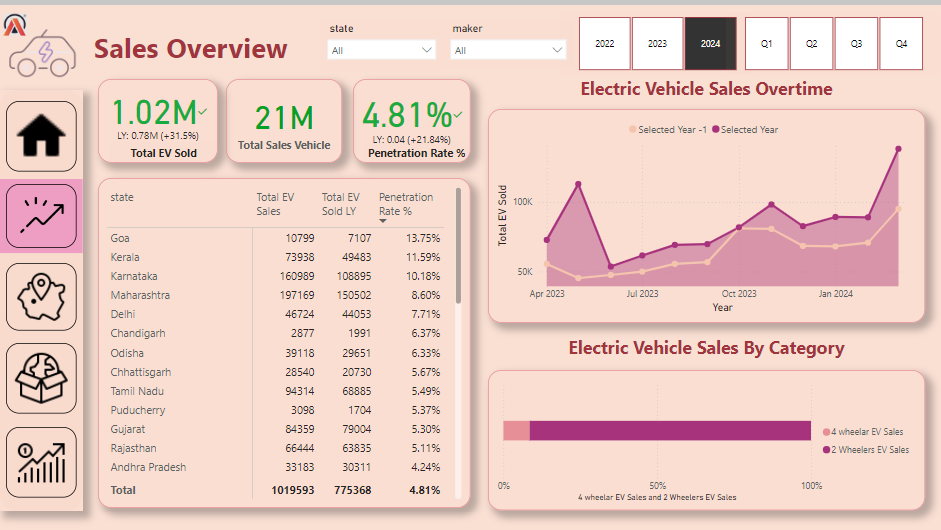 Sales Overview
state
All
maker
All
2022
2023
2024
Q1
Q2
Q3
Q4
1.02M
LY: 0.78M (+31.5%)
Total EV Sold
21M
Total Sales Vehicle
4.81%
LY: 0.04 (+21.84%)
Penetration Rate %
state Total EV Sales Total EV Sold LY Penetration Rate %
Goa 10799 7107 13.75%
Kerala 73938 49483 11.59%
Karnataka 160989 108895 10.18%
Maharashtra 197169 150502 8.60%
Delhi 46724 44053 7.71%
Chandigarh 2877 1991 6.37%
Odisha 39118 29651 6.33%
Chhattisgarh 28540 20730 5.67%
Tamil Nadu 94314 68885 5.49%
Puducherry 3098 1704 5.37%
Gujarat 84359 79004 5.30%
Rajasthan 66444 63835 5.11%
Andhra Pradesh 33183 30311 4.24%
Total 1019593 775368 4.81%
Electric Vehicle Sales Overtime
Selected Year -1 Selected Year
Total EV Sold
100K
50K
Apr 2023 Jul 2023 Oct 2023 Jan 2024
Year
Electric Vehicle Sales By Category
4 wheelar EV Sales
2 Wheelers EV Sales
0% 50% 100%
4 wheelar EV Sales and 2 Wheelers EV Sales